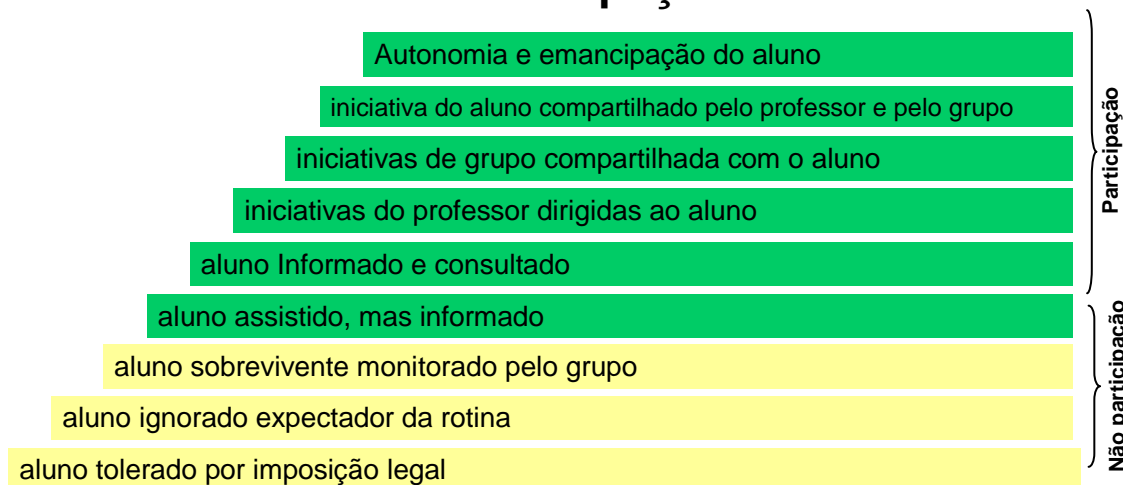 Autonomia e emancipação do aluno
iniciativa do aluno compartilhado pelo professor e pelo grupo
iniciativas de grupo compartilhada com o aluno
iniciativas do professor dirigidas ao aluno
aluno Informado e consultado
aluno assistido, mas informado
aluno sobrevivente monitorado pelo grupo
aluno ignorado expectador da rotina
aluno tolerado por imposição legal
Participação
Não participação